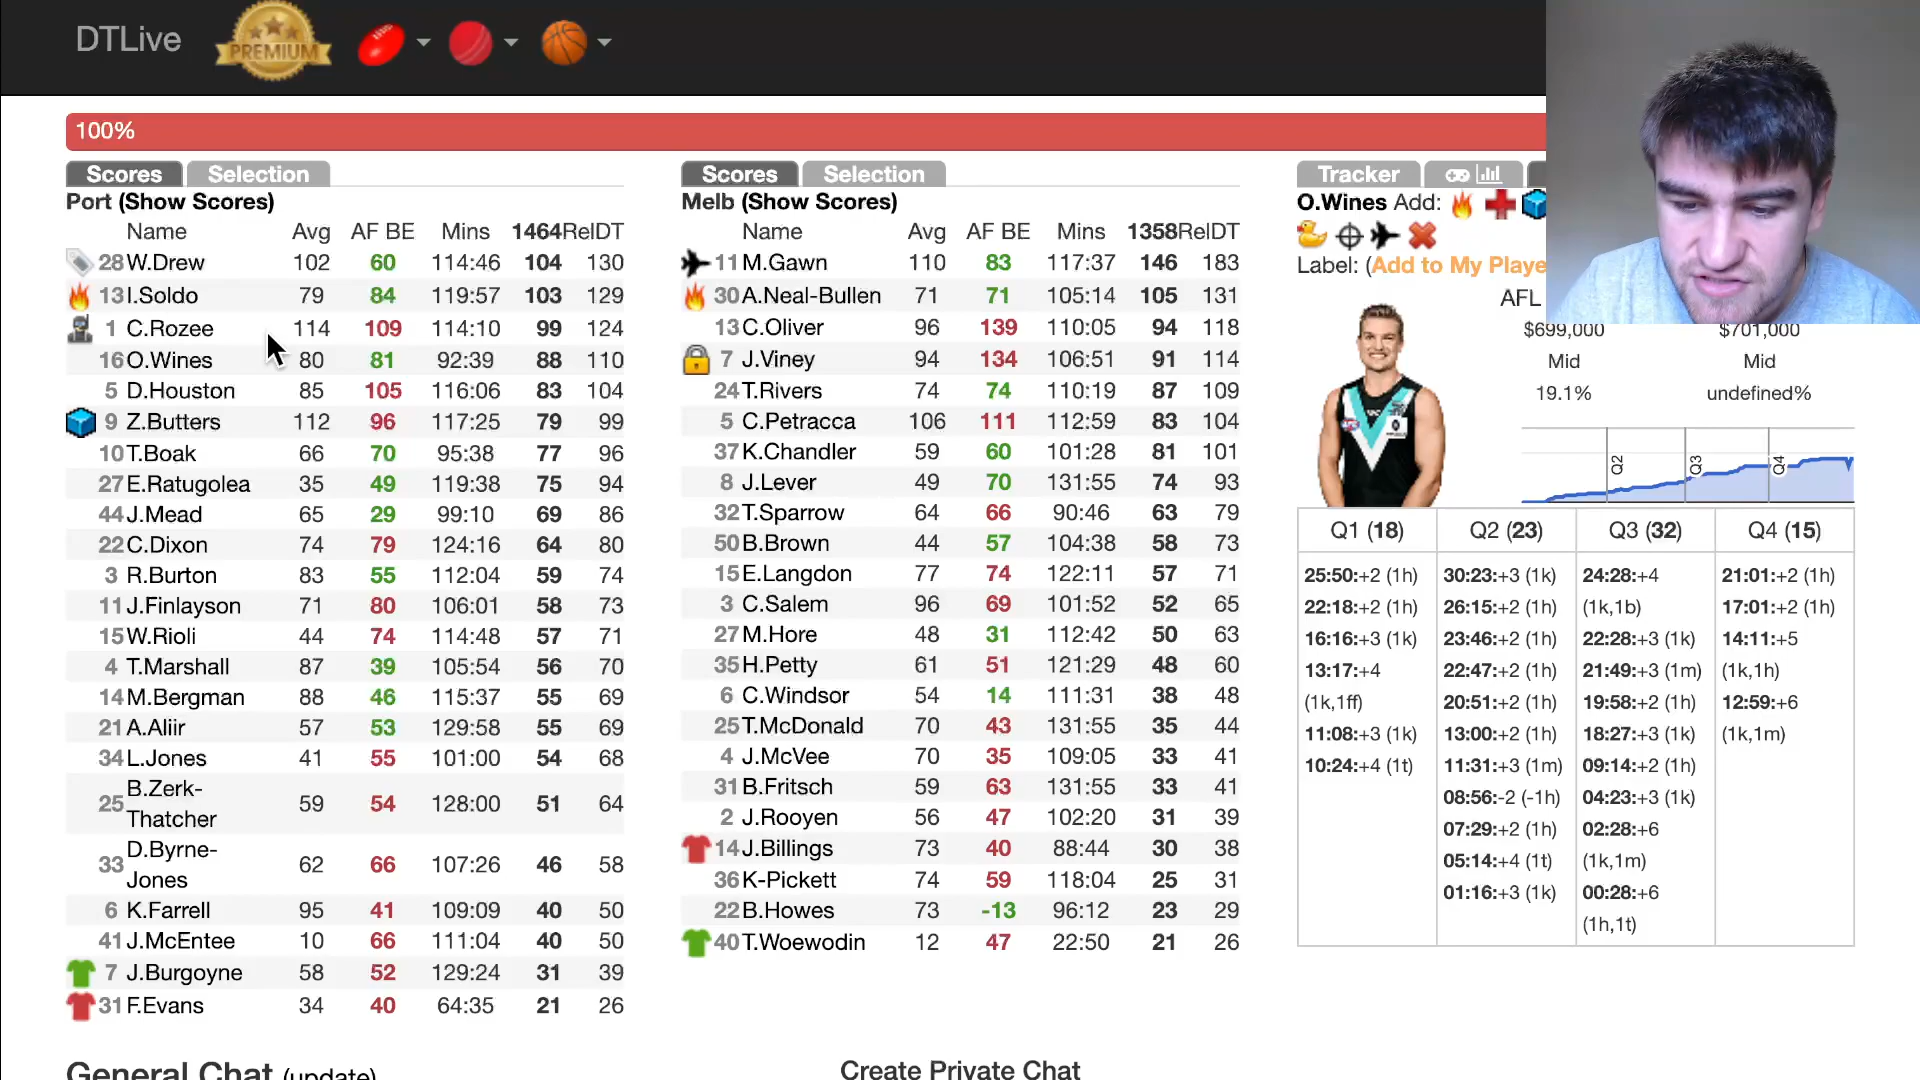 DTLive
PREMIUM
100%
Scores Selection
Port (Show Scores)
Name Avg AF BE Mins 1464RelDT
28 W.Drew 102 60 114:46 104 130
13 I.Soldo 79 84 119:57 103 129
1 C.Rozee 114 109 114:10 99 124
16 O.Wines 80 81 92:39 88 110
5 D.Houston 85 105 116:06 83 104
9 Z.Butters 112 96 117:25 79 99
10 T.Boak 66 70 95:38 77 96
27 E.Ratugolea 35 49 119:38 75 94
44 J.Mead 65 29 99:10 69 86
22 C.Dixon 74 79 124:16 64 80
3 R.Burton 83 55 112:04 59 74
11 J.Finlayson 71 80 106:01 58 73
15 W.Rioli 44 74 114:48 57 71
4 T.Marshall 87 39 105:54 56 70
14 M.Bergman 88 46 115:37 55 69
21 A.Aliir 57 53 129:58 55 69
34 L.Jones 41 55 101:00 54 68
25 B.Zerk-
Thatcher 59 54 128:00 51 64
33 D.Byrne-
Jones 62 66 107:26 46 58
6 K.Farrell 95 41 109:09 40 50
41 J.McEntee 10 66 111:04 40 50
7 J.Burgoyne 58 52 129:24 31 39
31 F.Evans 34 40 64:35 21 26
Scores Selection
Melb (Show Scores)
Name Avg AF BE Mins 1358RelDT
11 M.Gawn 110 83 117:37 146 183
30 A.Neal-Bullen 71 71 105:14 105 131
13 C.Oliver 96 139 110:05 94 118
7 J.Viney 94 134 106:51 91 114
24 T.Rivers 74 74 110:19 87 109
5 C.Petracca 106 111 112:59 83 104
37 K.Chandler 59 60 101:28 81 101
8 J.Lever 49 70 131:55 74 93
32 T.Sparrow 64 66 90:46 63 79
50 B.Brown 44 57 104:38 58 73
15 E.Langdon 77 74 122:11 57 71
3 C.Salem 96 69 101:52 52 65
27 M.Hore 48 31 112:42 50 63
35 H.Petty 61 51 121:29 48 60
6 C.Windsor 54 14 111:31 38 48
25 T.McDonald 70 43 131:55 35 44
4 J.McVee 70 35 109:05 33 41
31 B.Fritsch 59 63 131:55 33 41
2 J.Rooyen 56 47 102:20 31 39
14 J.Billings 73 40 88:44 30 38
36 K-Pickett 74 59 118:04 25 31
22 B.Howes 73 -13 96:12 23 29
40 T.Woewodin 12 47 22:50 21 26
Tracker
O.Wines Add:
Label: (Add to My Playe
AFL
$699,000 $701,000
Mid Mid
19.1% undefined%
Q2 Q3 Q4
Q1 (18) Q2 (23) Q3 (32) Q4 (15)
25:50:+2 (1h)
22:18:+2 (1h)
16:16:+3 (1k)
13:17:+4
(1k,1ff)
11:08:+3 (1k)
10:24:+4 (1t)
30:23:+3 (1k)
26:15:+2 (1h)
23:46:+2 (1h)
22:47:+2 (1h)
20:51:+2 (1h)
13:00:+2 (1h)
11:31:+3 (1m)
08:56:-2 (-1h)
07:29:+2 (1h)
05:14:+4 (1t)
01:16:+3 (1k)
24:28:+4
(1k,1b)
22:28:+3 (1k)
21:49:+3 (1m)
19:58:+2 (1h)
18:27:+3 (1k)
09:14:+2 (1h)
04:23:+3 (1k)
02:28:+6
(1k,1m)
00:28:+6
(1h,1t)
21:01:+2 (1h)
17:01:+2 (1h)
14:11:+5
(1k,1h)
12:59:+6
(1k,1m)
General Chat (update)
Create Private Chat